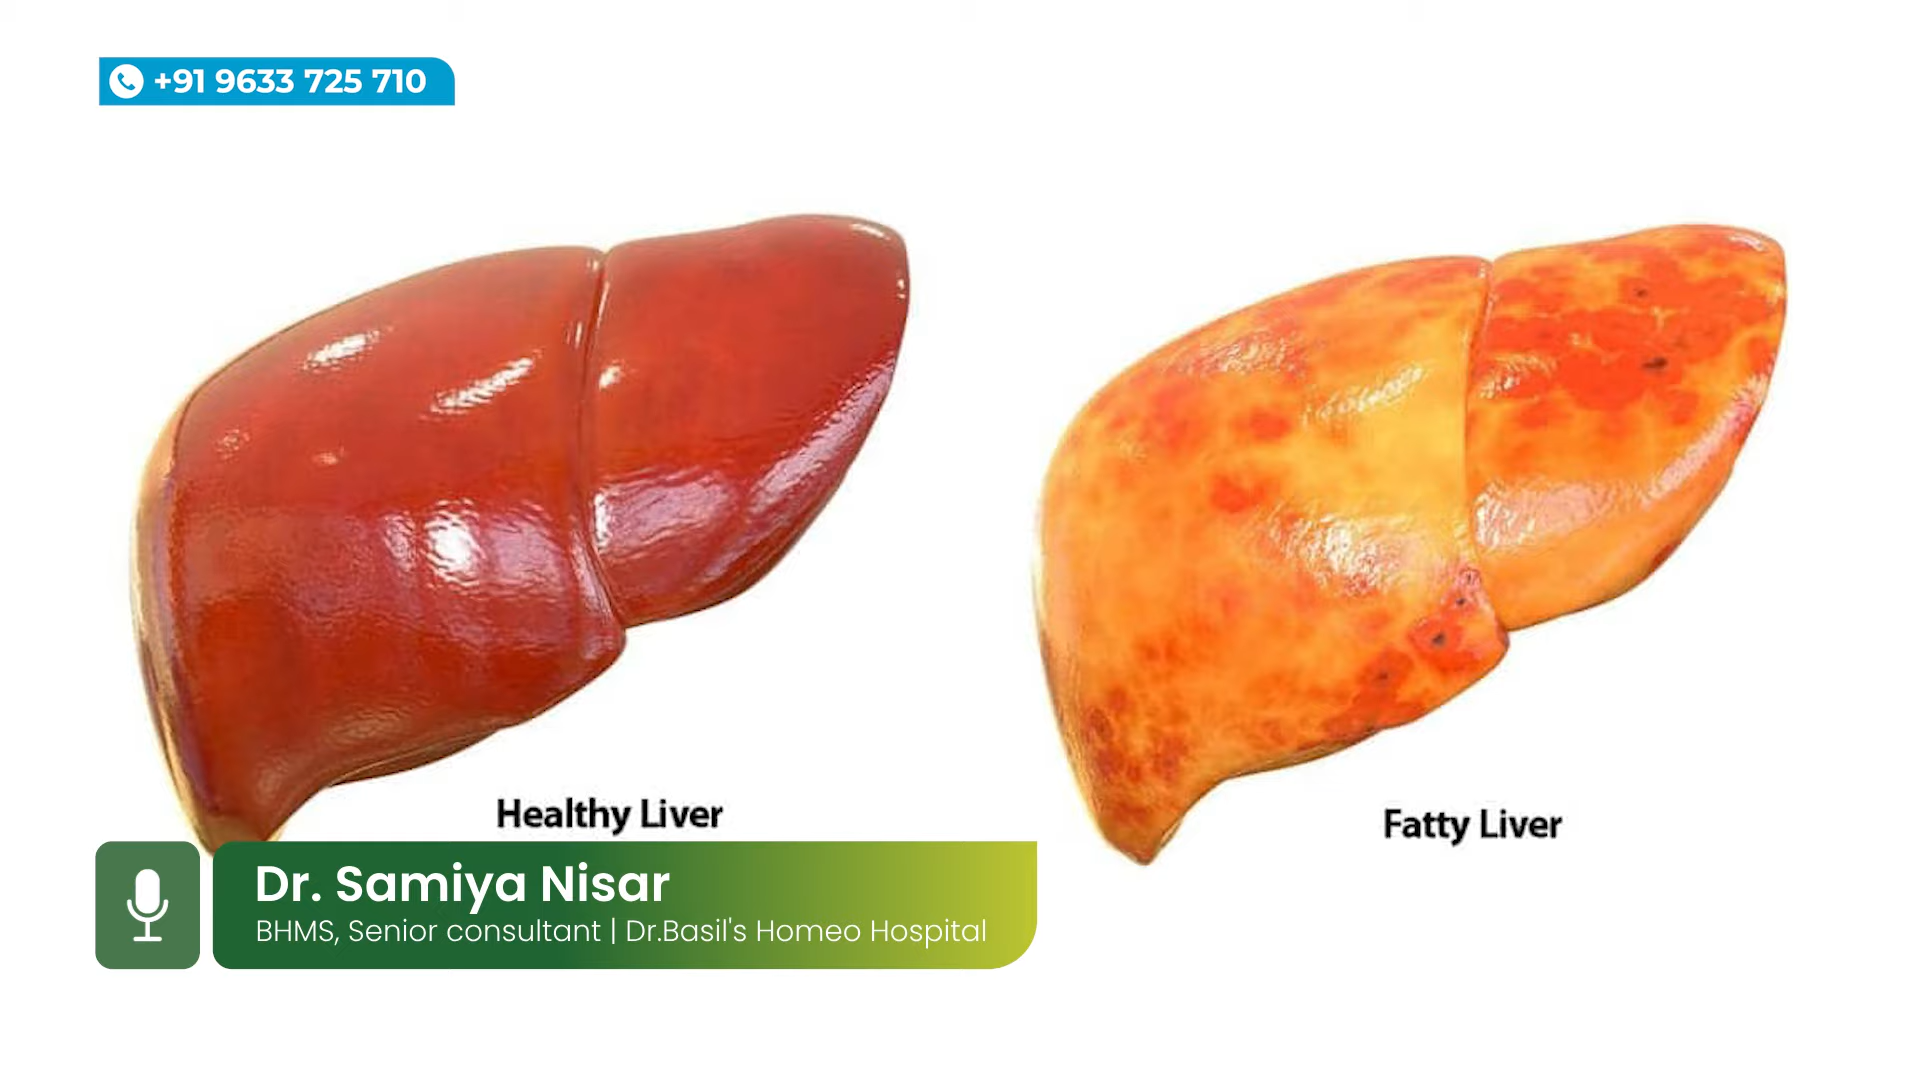 +91 9633 725 710
Healthy Liver
Fatty Liver
Dr. Samiya Nisar
BHMS, Senior consultant | Dr.Basil's Homeo Hospital